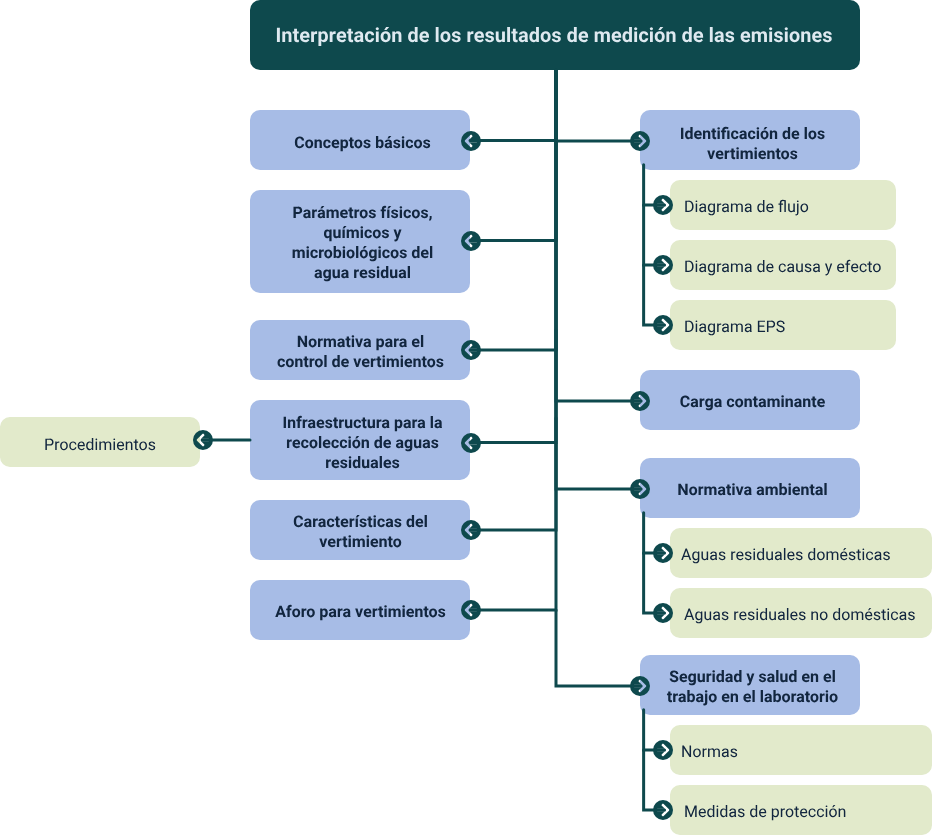 Interpretación de los resultados de medición de las emisiones
Conceptos básicos
Parámetros físicos,
químicos y
microbiológicos del
agua residual
Normativa para el
control de vertimientos
Infraestructura para la
recolección de aguas
residuales
Procedimientos
Características del
vertimiento
Aforo para vertimientos
Identificación de los
vertimientos
Diagrama de flujo
Diagrama de causa y efecto
Diagrama EPS
Carga contaminante
Normativa ambiental
Aguas residuales domésticas
Aguas residuales no domésticas
Seguridad y salud en el
trabajo en el laboratorio
Normas
Medidas de protección